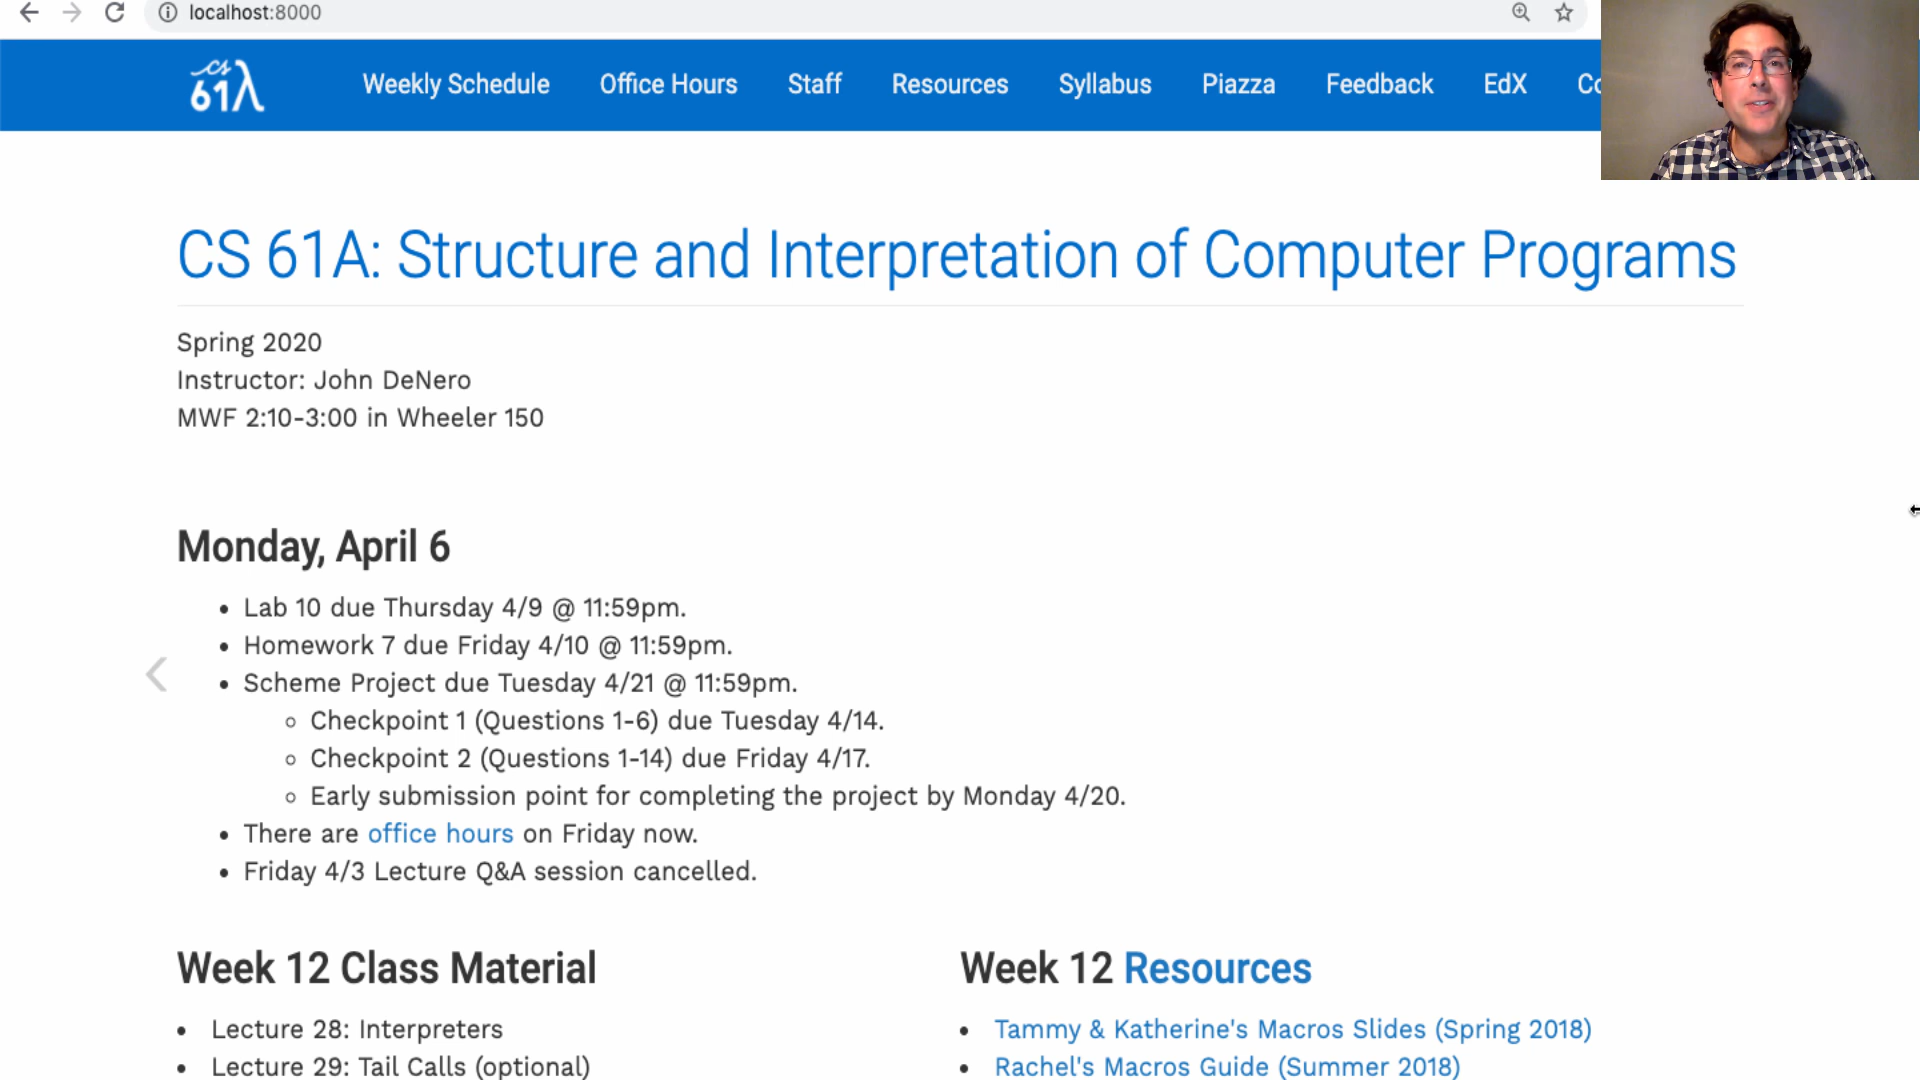 localhost:8000
CS 61A
Weekly Schedule Office Hours Staff Resources Syllabus Piazza Feedback EdX
CS 61A: Structure and Interpretation of Computer Programs
Spring 2020
Instructor: John DeNero
MWF 2:10-3:00 in Wheeler 150
Monday, April 6
• Lab 10 due Thursday 4/9 @ 11:59pm.
• Homework 7 due Friday 4/10 @ 11:59pm.
• Scheme Project due Tuesday 4/21 @ 11:59pm.
◦ Checkpoint 1 (Questions 1-6) due Tuesday 4/14.
◦ Checkpoint 2 (Questions 1-14) due Friday 4/17.
◦ Early submission point for completing the project by Monday 4/20.
• There are office hours on Friday now.
• Friday 4/3 Lecture Q&A session cancelled.
Week 12 Class Material
• Lecture 28: Interpreters
• Lecture 29: Tail Calls (optional)
Week 12 Resources
• Tammy & Katherine's Macros Slides (Spring 2018)
• Rachel's Macros Guide (Summer 2018)